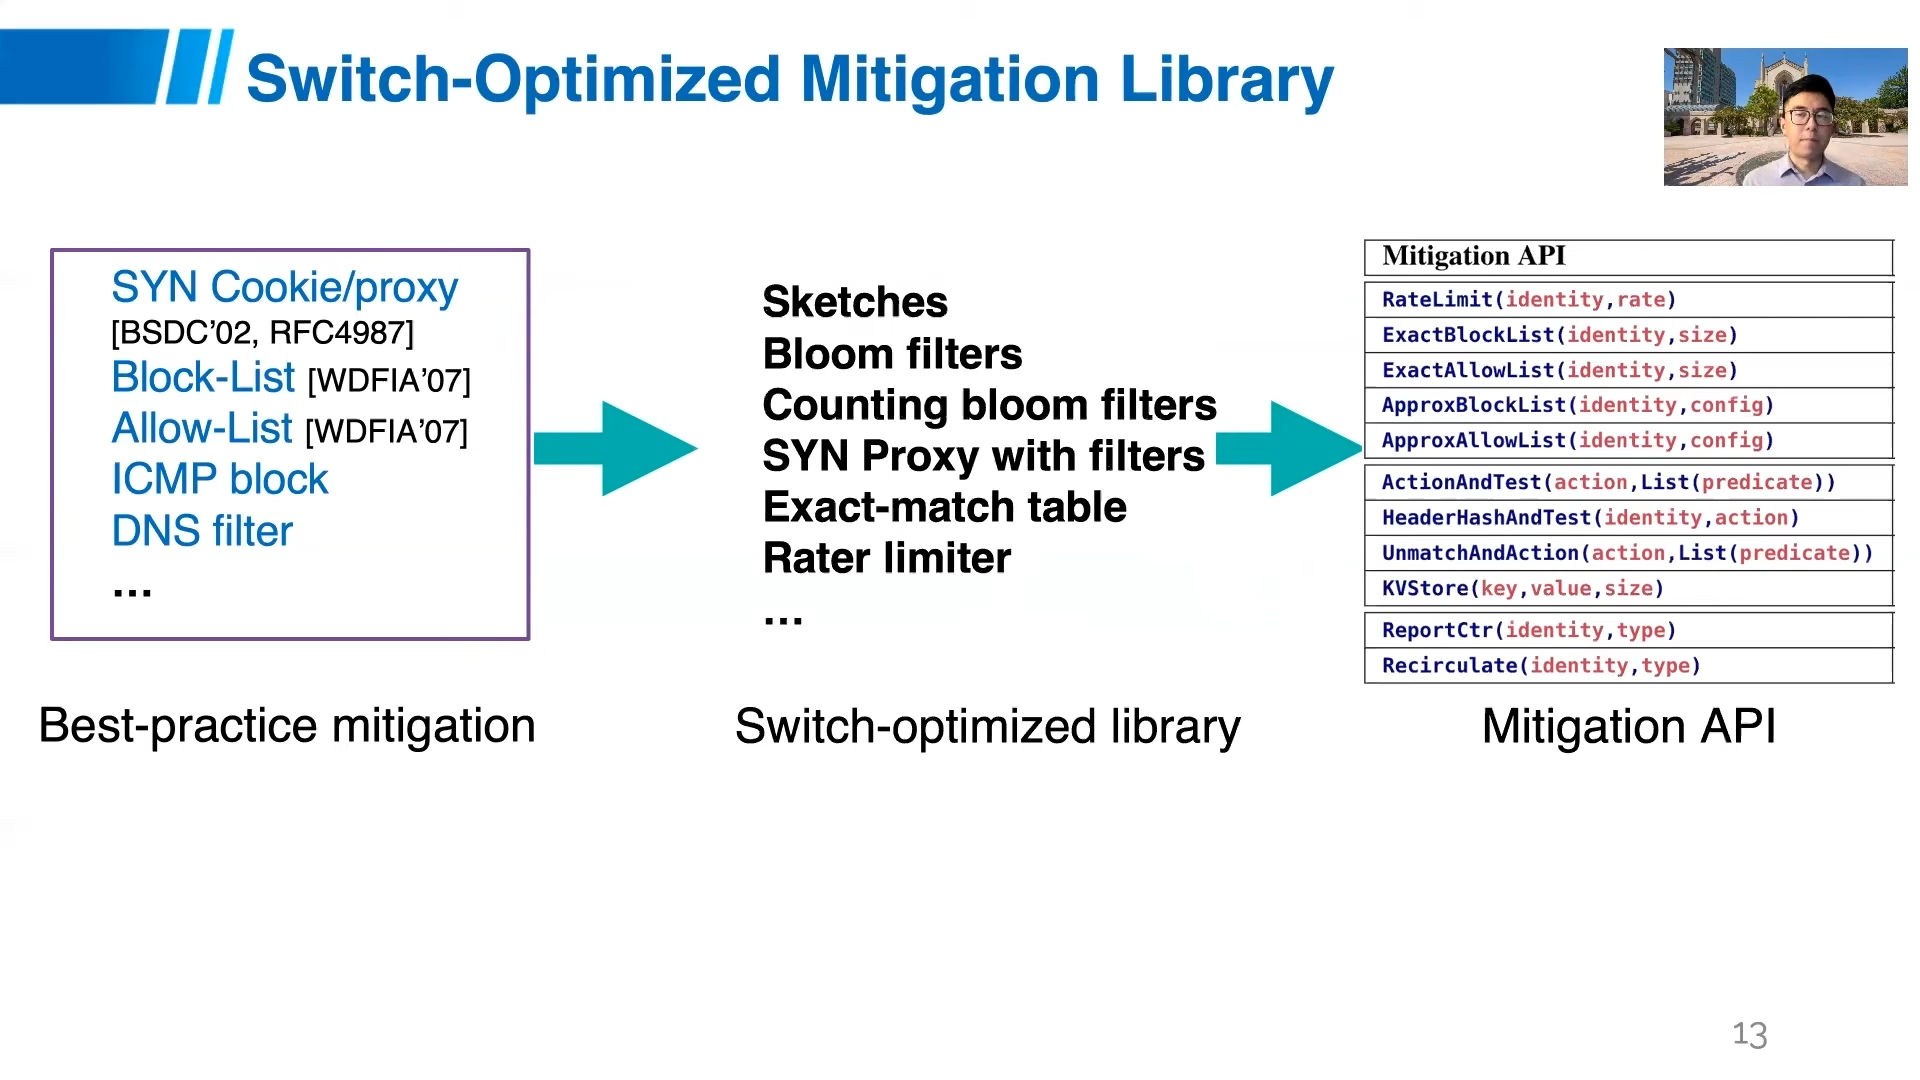 Switch-Optimized Mitigation Library
SYN Cookie/proxy
[BSDC’02, RFC4987]
Block-List [WDFIA’07]
Allow-List [WDFIA’07]
ICMP block
DNS filter
...
Best-practice mitigation
Sketches
Bloom filters
Counting bloom filters
SYN Proxy with filters
Exact-match table
Rater limiter
...
Switch-optimized library
Mitigation API
RateLimit(identity,rate)
ExactBlockList(identity,size)
ExactAllowList(identity,size)
ApproxBlockList(identity,config)
ApproxAllowList(identity,config)
ActionAndTest(action,List(predicate))
HeaderHashAndTest(identity,action)
UnmatchAndAction(action,List(predicate))
KVStore(key,value,size)
ReportCtr(identity,type)
Recirculate(identity,type)
Mitigation API
13